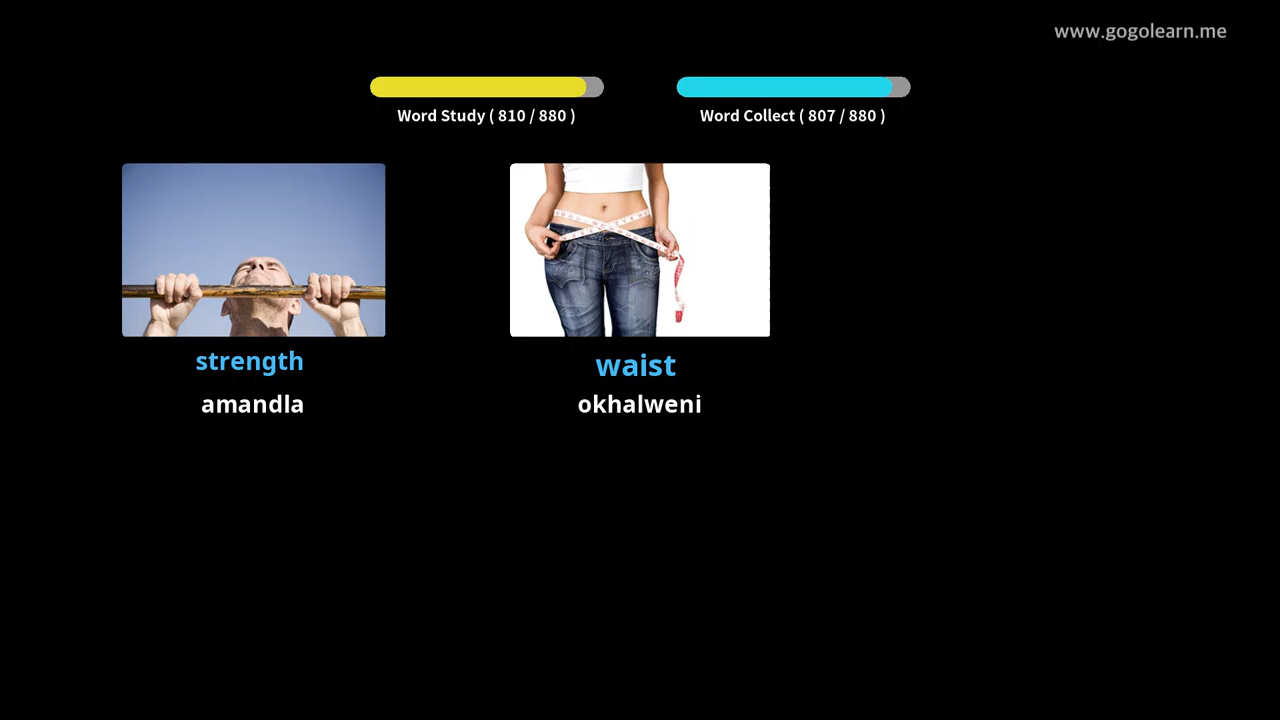 www.gogolearn.me
Word Study ( 810 / 880 )
Word Collect ( 807 / 880 )
strength
amandla
waist
okhalweni